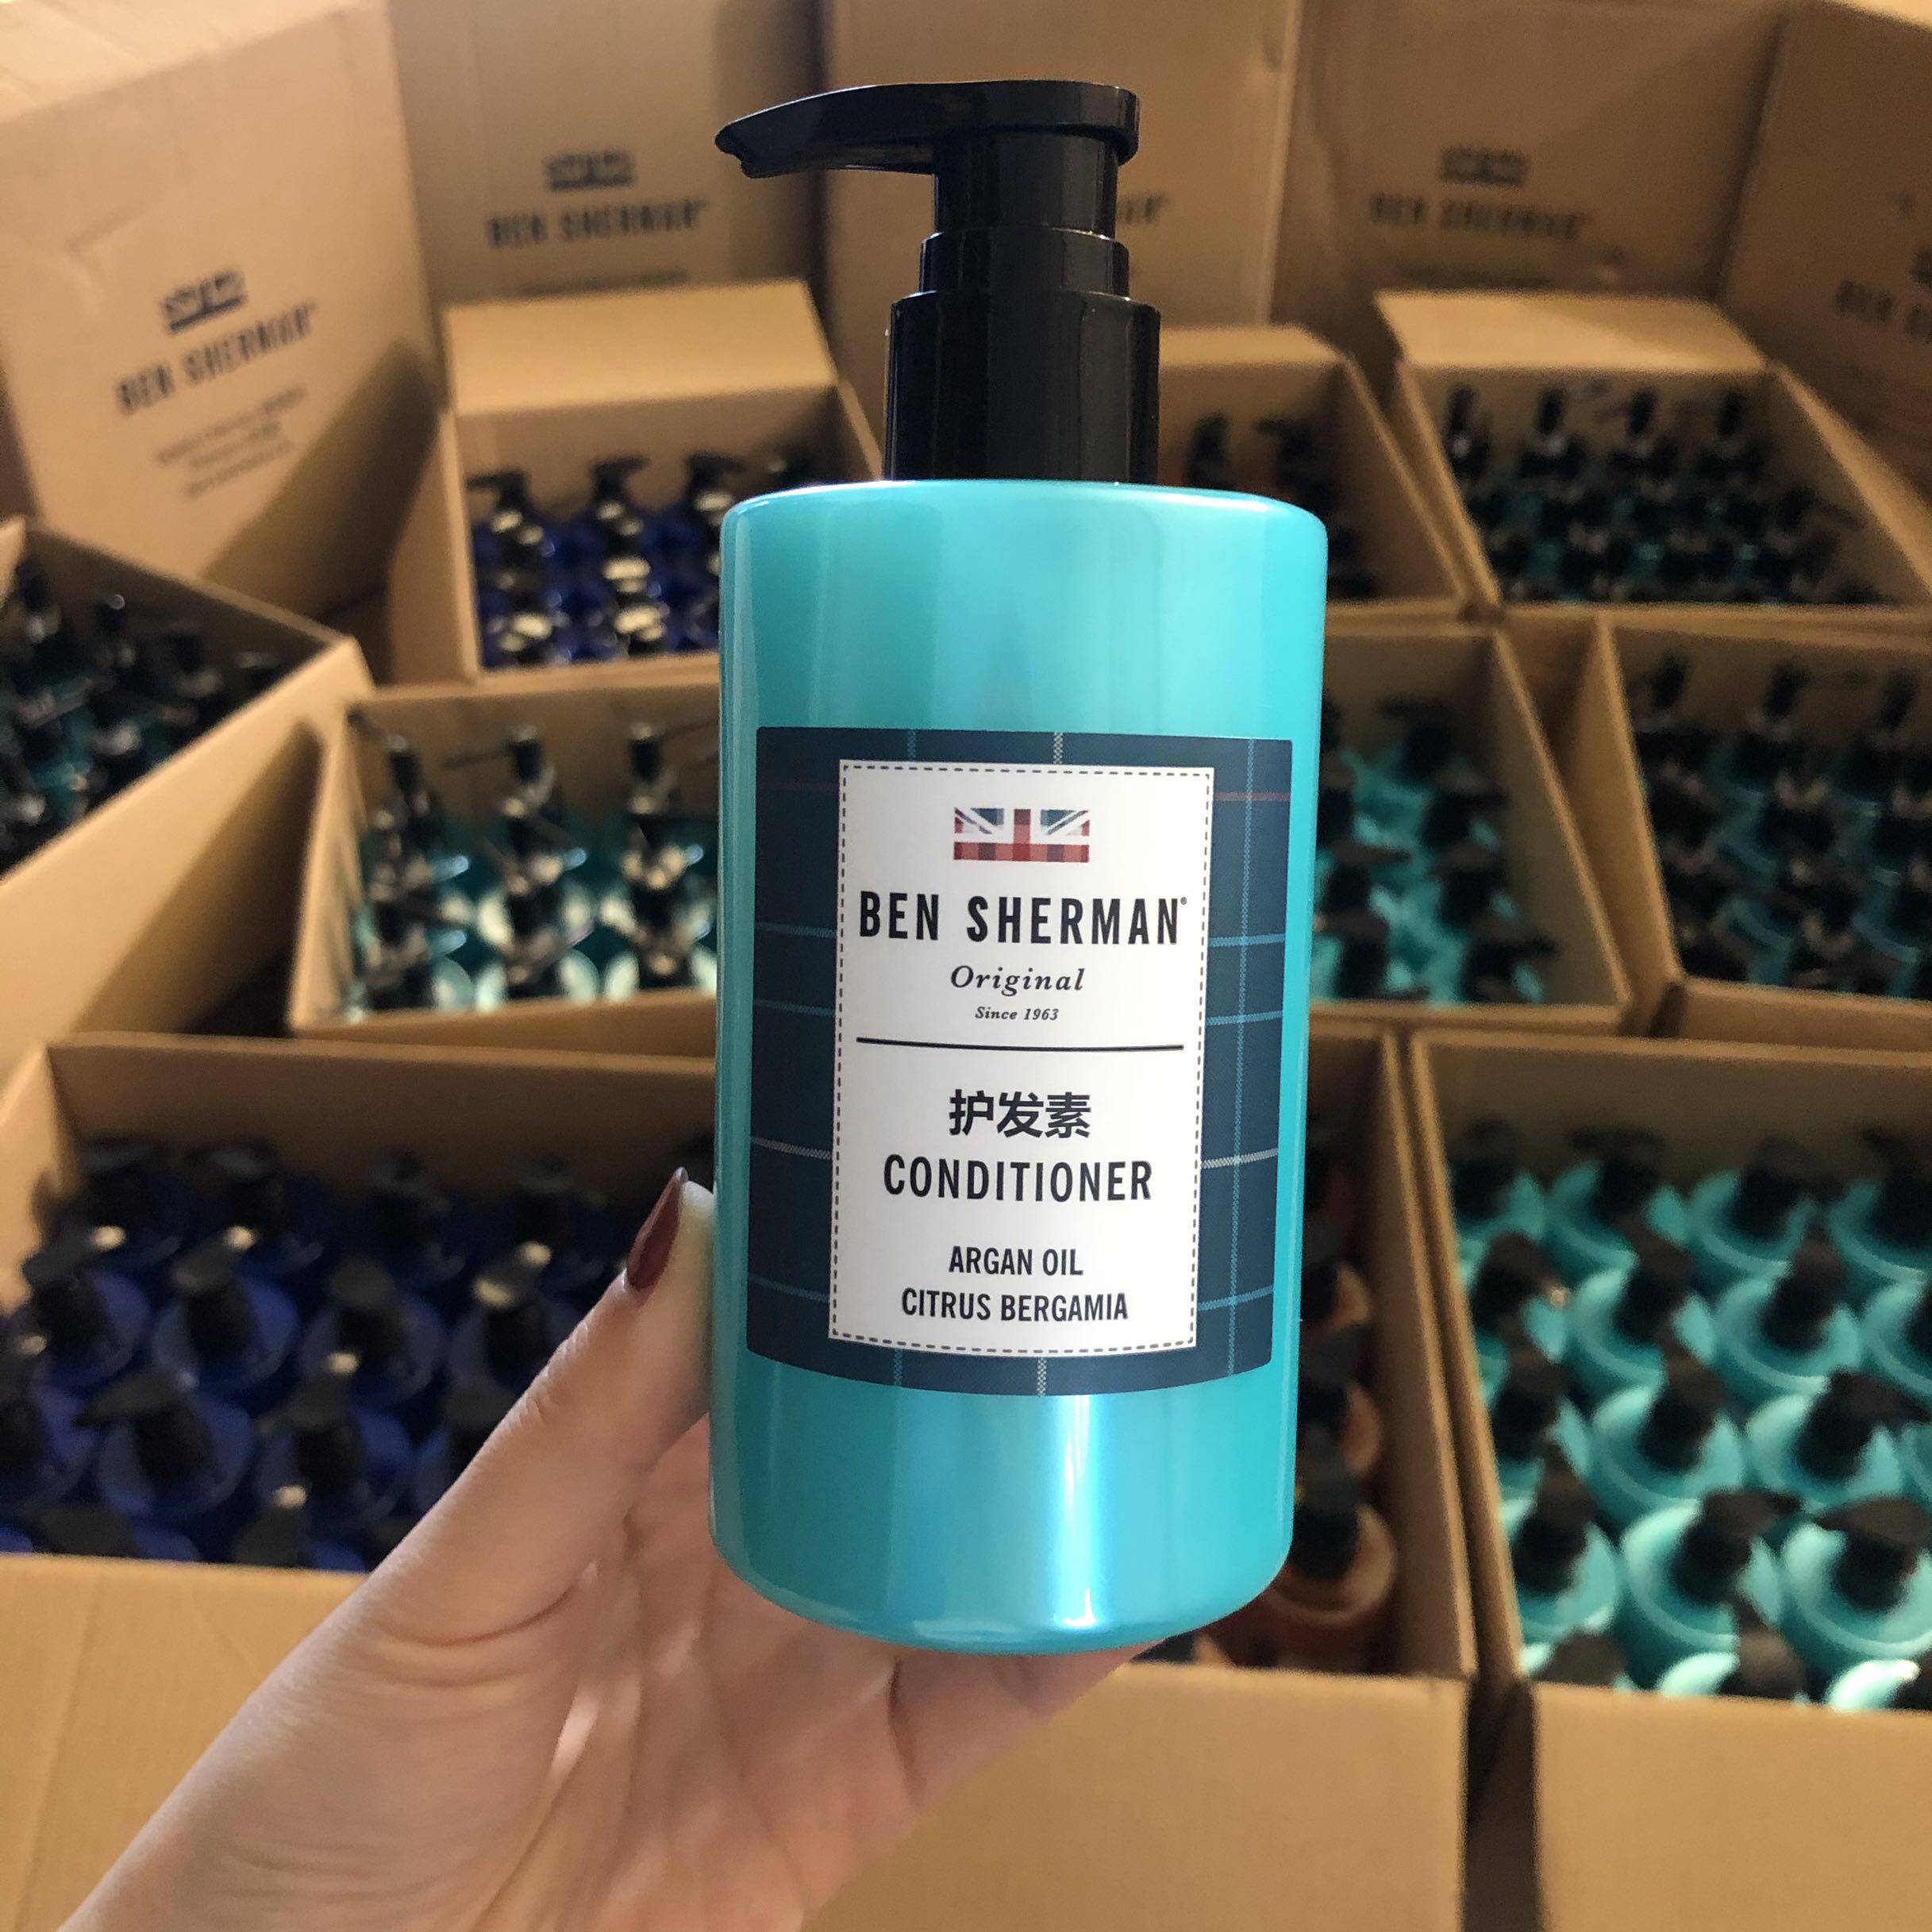 BEN SHERMAN®
Original
Since 1963
护发素
CONDITIONER
ARGAN OIL
CITRUS BERGAMIA
BEN SHERMAN
BEN SHERMAN
BEN SHERMAN